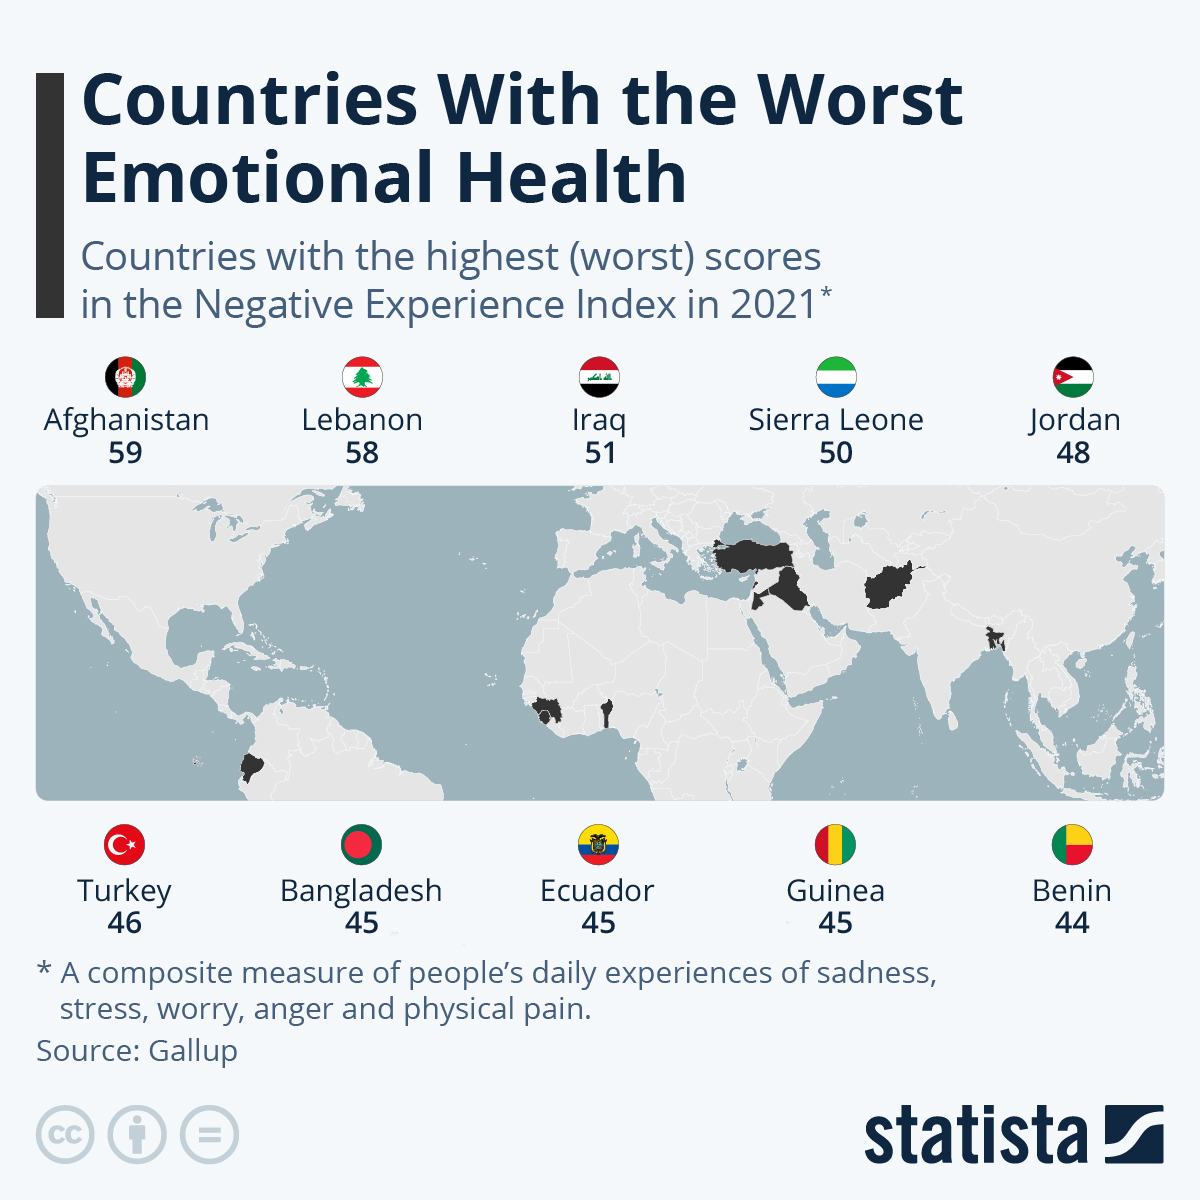 Countries With the Worst
Emotional Health
Countries with the highest (worst) scores
in the Negative Experience Index in 2021*
Afghanistan
59
Lebanon
58
Iraq
51
Sierra Leone
50
Jordan
48
Turkey
46
Bangladesh
45
Ecuador
45
Guinea
45
Benin
44
* A composite measure of people’s daily experiences of sadness,
stress, worry, anger and physical pain.
Source: Gallup
cc
statista